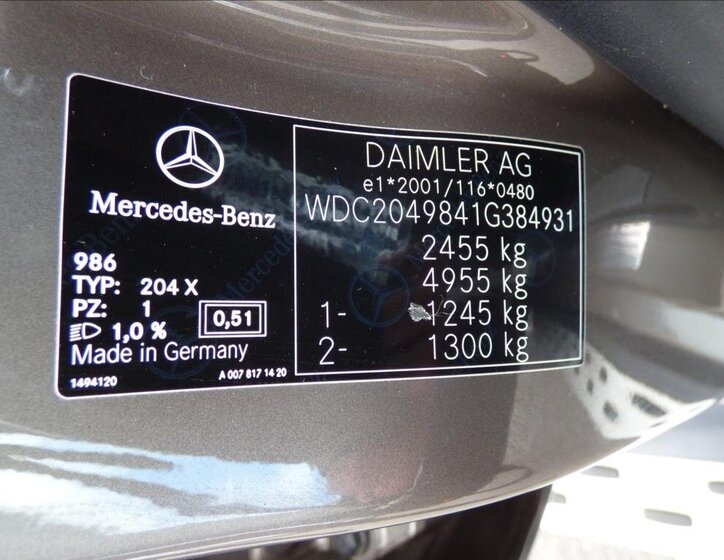 Mercedes-Benz
986
TYP: 204 X
PZ: 1
1,0 %
0,51
Made in Germany
1494120
A 007 817 14 20
DAIMLER AG
e1*2001/116*0480
WDC2049841G384931
2455 kg
4955 kg
1- 1245 kg
2- 1300 kg